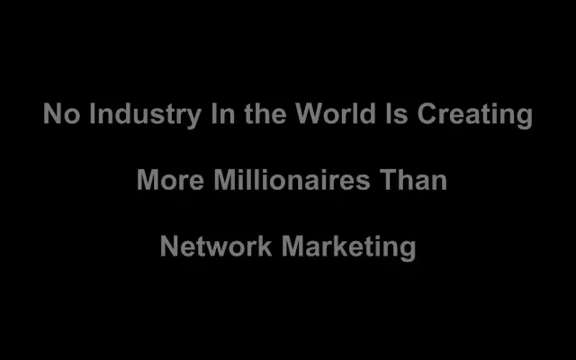 No Industry In the World Is Creating
More Millionaires Than
Network Marketing